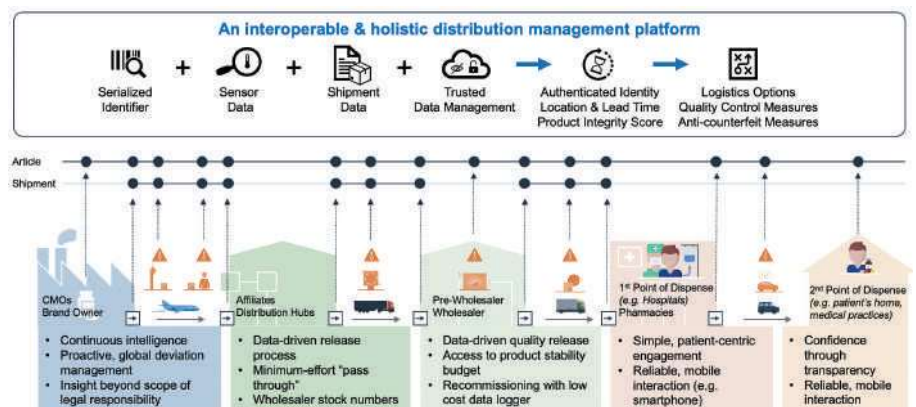 An interoperable & holistic distribution management platform
Serialized
Identifier
Sensor
Data
Shipment
Data
Trusted
Data Management
Authenticated Identity
Location & Lead Time
Product Integrity Score
Logistics Options
Quality Control Measures
Anti-counterfeit Measures
Article
Shipment
CMOs
Brand Owner
Affiliates
Distribution Hubs
Pre-Wholesaler
Wholesaler
1st Point of Dispense
(e.g. Hospitals)
Pharmacies
2nd Point of Dispense
(e.g. patient's home,
medical practices)
• Continuous intelligence
• Proactive, global deviation
management
• Insight beyond scope of
legal responsibility
• Data-driven release
process
• Minimum-effort "pass
through"
• Wholesaler stock numbers
• Data-driven quality release
• Access to product stability
budget
• Recommissioning with low
cost data logger
• Simple, patient-centric
engagement
• Reliable, mobile
interaction (e.g.
smartphone)
• Confidence
through
transparency
• Reliable, mobile
interaction